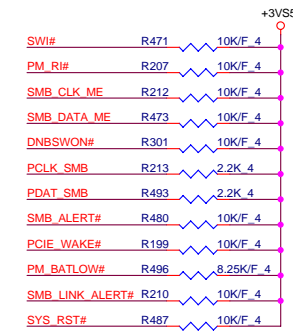 +3VS5
SWI# R471 10K/F_4
PM_RI# R207 10K/F_4
SMB_CLK_ME R212 10K/F_4
SMB_DATA_ME R473 10K/F_4
DNBSWON# R301 10K/F_4
PCLK_SMB R213 2.2K_4
PDAT_SMB R493 2.2K_4
SMB_ALERT# R480 10K/F_4
PCIE_WAKE# R199 10K/F_4
PM_BATLOW# R496 8.25K/F_4
SMB_LINK_ALERT# R210 10K/F_4
SYS_RST# R487 10K/F_4